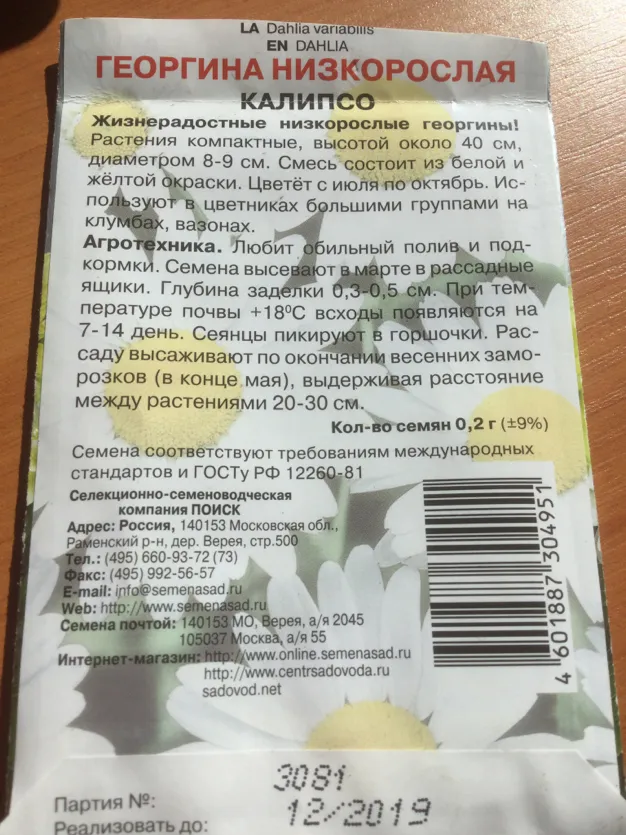 LA Dahlia variabilis
EN DAHLIA
ГЕОРГИНА НИЗКОРОСЛАЯ
КАЛИПСО
Жизнерадостные низкорослые георгины!
Растения компактные, высотой около 40 см,
диаметром 8-9 см. Смесь состоит из белой и
жёлтой окраски. Цветёт с июля по октябрь. Ис-
пользуют в цветниках большими группами на
клумбах, вазонах.
Агротехника. Любит обильный полив и под-
кормки. Семена высевают в марте в рассадные
ящики. Глубина заделки 0,3-0,5 см. При тем-
пературе почвы +18⁰С всходы появляются на
7-14 день. Сеянцы пикируют в горшочки. Рас-
саду высаживают по окончании весенних замо-
розков (в конце мая), выдерживая расстояние
между растениями 20-30 см.
Кол-во семян 0,2 г (±9%)
Семена соответствуют требованиям международных
стандартов и ГОСТу РФ 12260-81
Селекционно-семеноводческая
компания ПОИСК
Адрес: Россия, 140153 Московская обл.,
Раменский р-н, дер. Верея, стр.500
Тел.: (495) 660-93-72 (73)
Факс: (495) 992-56-57
E-mail: info@semenasad.ru
Web: http://www.semenasad.ru
Семена почтой: 140153 МО, Верея, а/я 2045
105037 Москва, а/я 55
Интернет-магазин: http://www.online.semenasad.ru
http://www.centrsadovoda.ru
sadovod.net
4 601887 304951
Партия №: 3081
Реализовать до: 12/2019